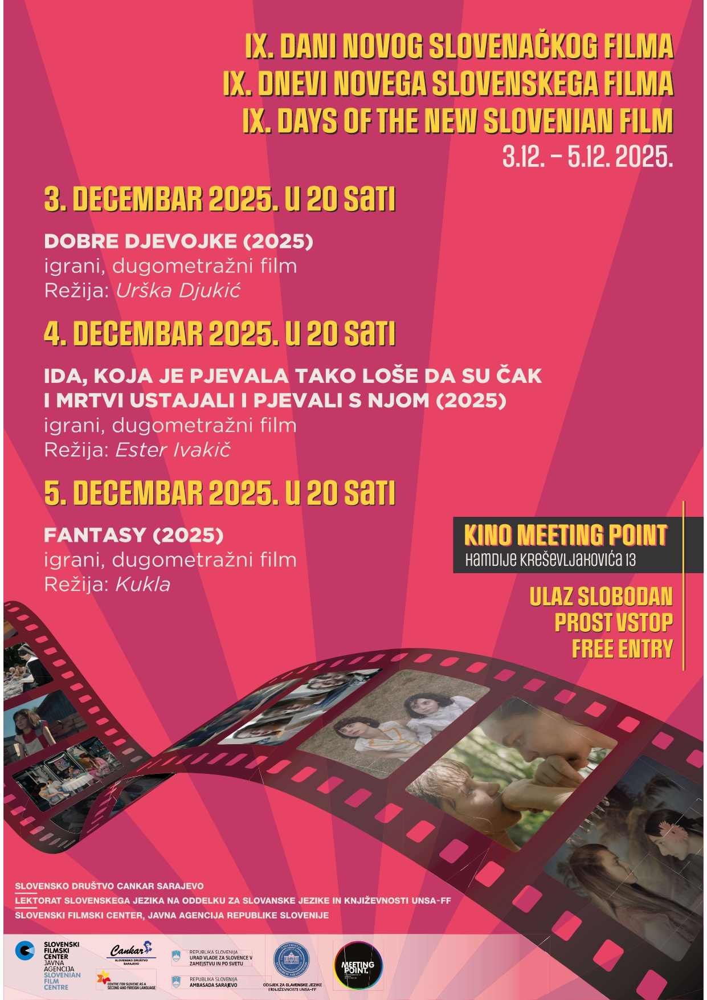 IX. DANI NOVOG SLOVENAČKOG FILMA
IX. DNEVI NOVEGA SLOVENSKEGA FILMA
IX. DAYS OF THE NEW SLOVENIAN FILM
3.12. – 5.12. 2025.
3. DECEMBAR 2025. U 20 SATI
DOBRE DJEVOJKE (2025)
igrani, dugometražni film
Režija: Urška Djukić
4. DECEMBAR 2025. U 20 SATI
IDA, KOJA JE PJEVALA TAKO LOŠE DA SU ČAK
I MRTVI USTAJALI I PJEVALI S NJOM (2025)
igrani, dugometražni film
Režija: Ester Ivakič
5. DECEMBAR 2025. U 20 SATI
FANTASY (2025)
igrani, dugometražni film
Režija: Kukla
KINO MEETING POINT
HAMDIJE KREŠEVLJAKOVIĆA 13
ULAZ SLOBODAN
PROST VSTOP
FREE ENTRY
SLOVENSKO DRUŠTVO CANKAR SARAJEVO
LEKTORAT SLOVENSKEGA JEZIKA NA ODDELKU ZA SLOVANSKE JEZIKE IN KNJIŽEVNOSTI UNSA-FF
SLOVENSKI FILMSKI CENTER, JAVNA AGENCIJA REPUBLIKE SLOVENIJE
SLOVENSKI
FILMSKI
CENTER
JAVNA
AGENCIJA
SLOVENIAN
FILM
CENTRE
Cankar
SLOVENSKO DRUŠTVO
SARAJEVO
CENTRE FOR SLOVENE AS A
SECOND AND FOREIGN LANGUAGE
REPUBLIKA SLOVENIJA
URAD VLADE ZA SLOVENCE V
ZAMEJSTVU IN PO SVETU
REPUBLIKA SLOVENIJA
AMBASADA SARAJEVO
ODSJEK ZA SLAVENSKE JEZIKE
I KNJIŽEVNOSTI UNSA-FF
MEETING
POINT.